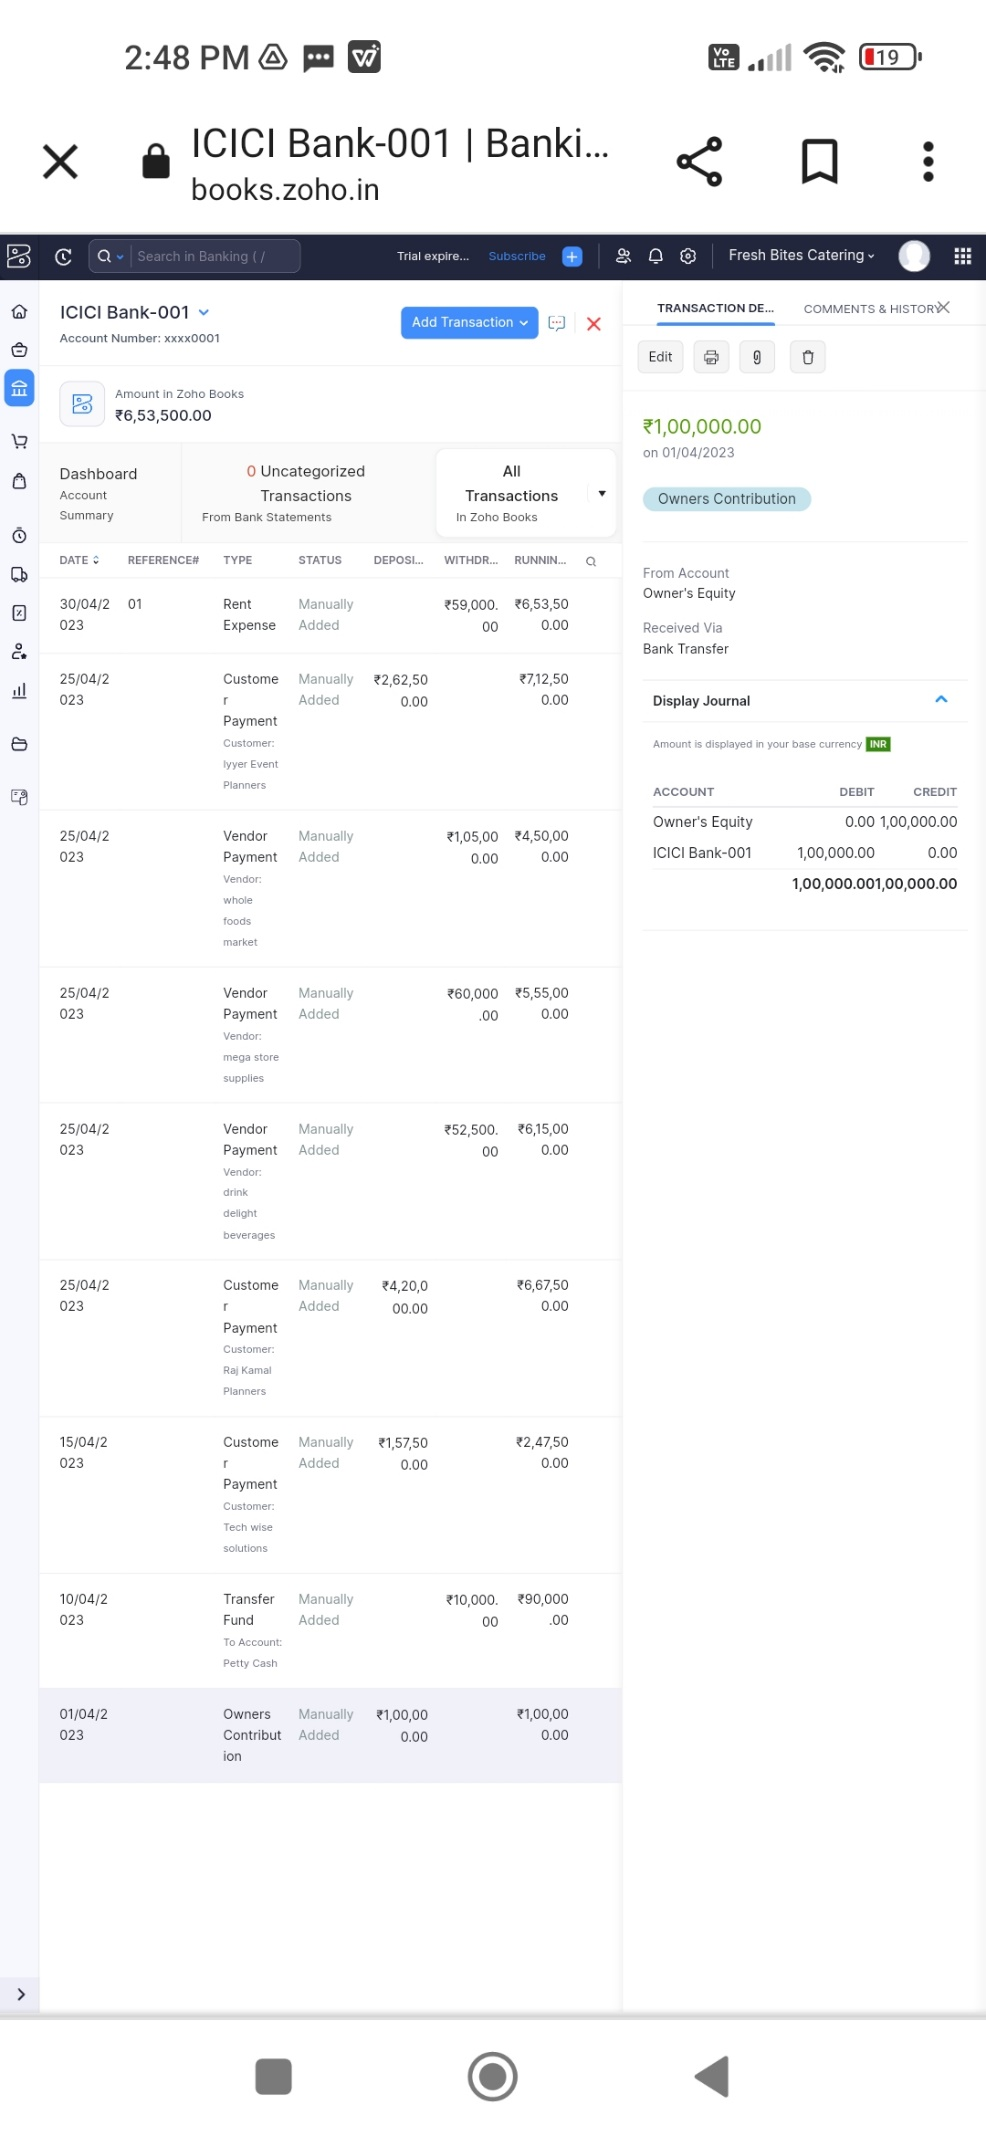 2:48 PM
Vo LTE
19
ICICI Bank-001 | Banki...
books.zoho.in
Search in Banking ( /
Trial expire...
Subscribe
Fresh Bites Catering
ICICI Bank-001
Account Number: xxxx0001
Add Transaction
Amount in Zoho Books
₹6,53,500.00
Dashboard
Account
Summary
0 Uncategorized
Transactions
From Bank Statements
All
Transactions
In Zoho Books
DATE REFERENCE# TYPE STATUS DEPOSI... WITHDR... RUNNIN...
30/04/2 01 Rent Manually ₹59,000. ₹6,53,50
023 Expense Added 00 0.00
25/04/2 Custome Manually ₹2,62,50 ₹7,12,50
023 r Added 0.00 0.00
Payment
Customer:
Iyyer Event
Planners
25/04/2 Vendor Manually ₹1,05,00 ₹4,50,00
023 Payment Added 0.00 0.00
Vendor:
whole
foods
market
25/04/2 Vendor Manually ₹60,000 ₹5,55,00
023 Payment Added .00 0.00
Vendor:
mega store
supplies
25/04/2 Vendor Manually ₹52,500. ₹6,15,00
023 Payment Added 00 0.00
Vendor:
drink
delight
beverages
25/04/2 Custome Manually ₹4,20,0 ₹6,67,50
023 r Added 00.00 0.00
Payment
Customer:
Raj Kamal
Planners
15/04/2 Custome Manually ₹1,57,50 ₹2,47,50
023 r Added 0.00 0.00
Payment
Customer:
Tech wise
solutions
10/04/2 Transfer Manually ₹10,000. ₹90,000
023 Fund Added 00 .00
To Account:
Petty Cash
01/04/2 Owners Manually ₹1,00,00 ₹1,00,00
023 Contribut Added 0.00 0.00
ion
TRANSACTION DE...
COMMENTS & HISTORY
Edit
₹1,00,000.00
on 01/04/2023
Owners Contribution
From Account
Owner's Equity
Received Via
Bank Transfer
Display Journal
Amount is displayed in your base currency INR
ACCOUNT DEBIT CREDIT
Owner's Equity 0.00 1,00,000.00
ICICI Bank-001 1,00,000.00 0.00
1,00,000.001,00,000.00